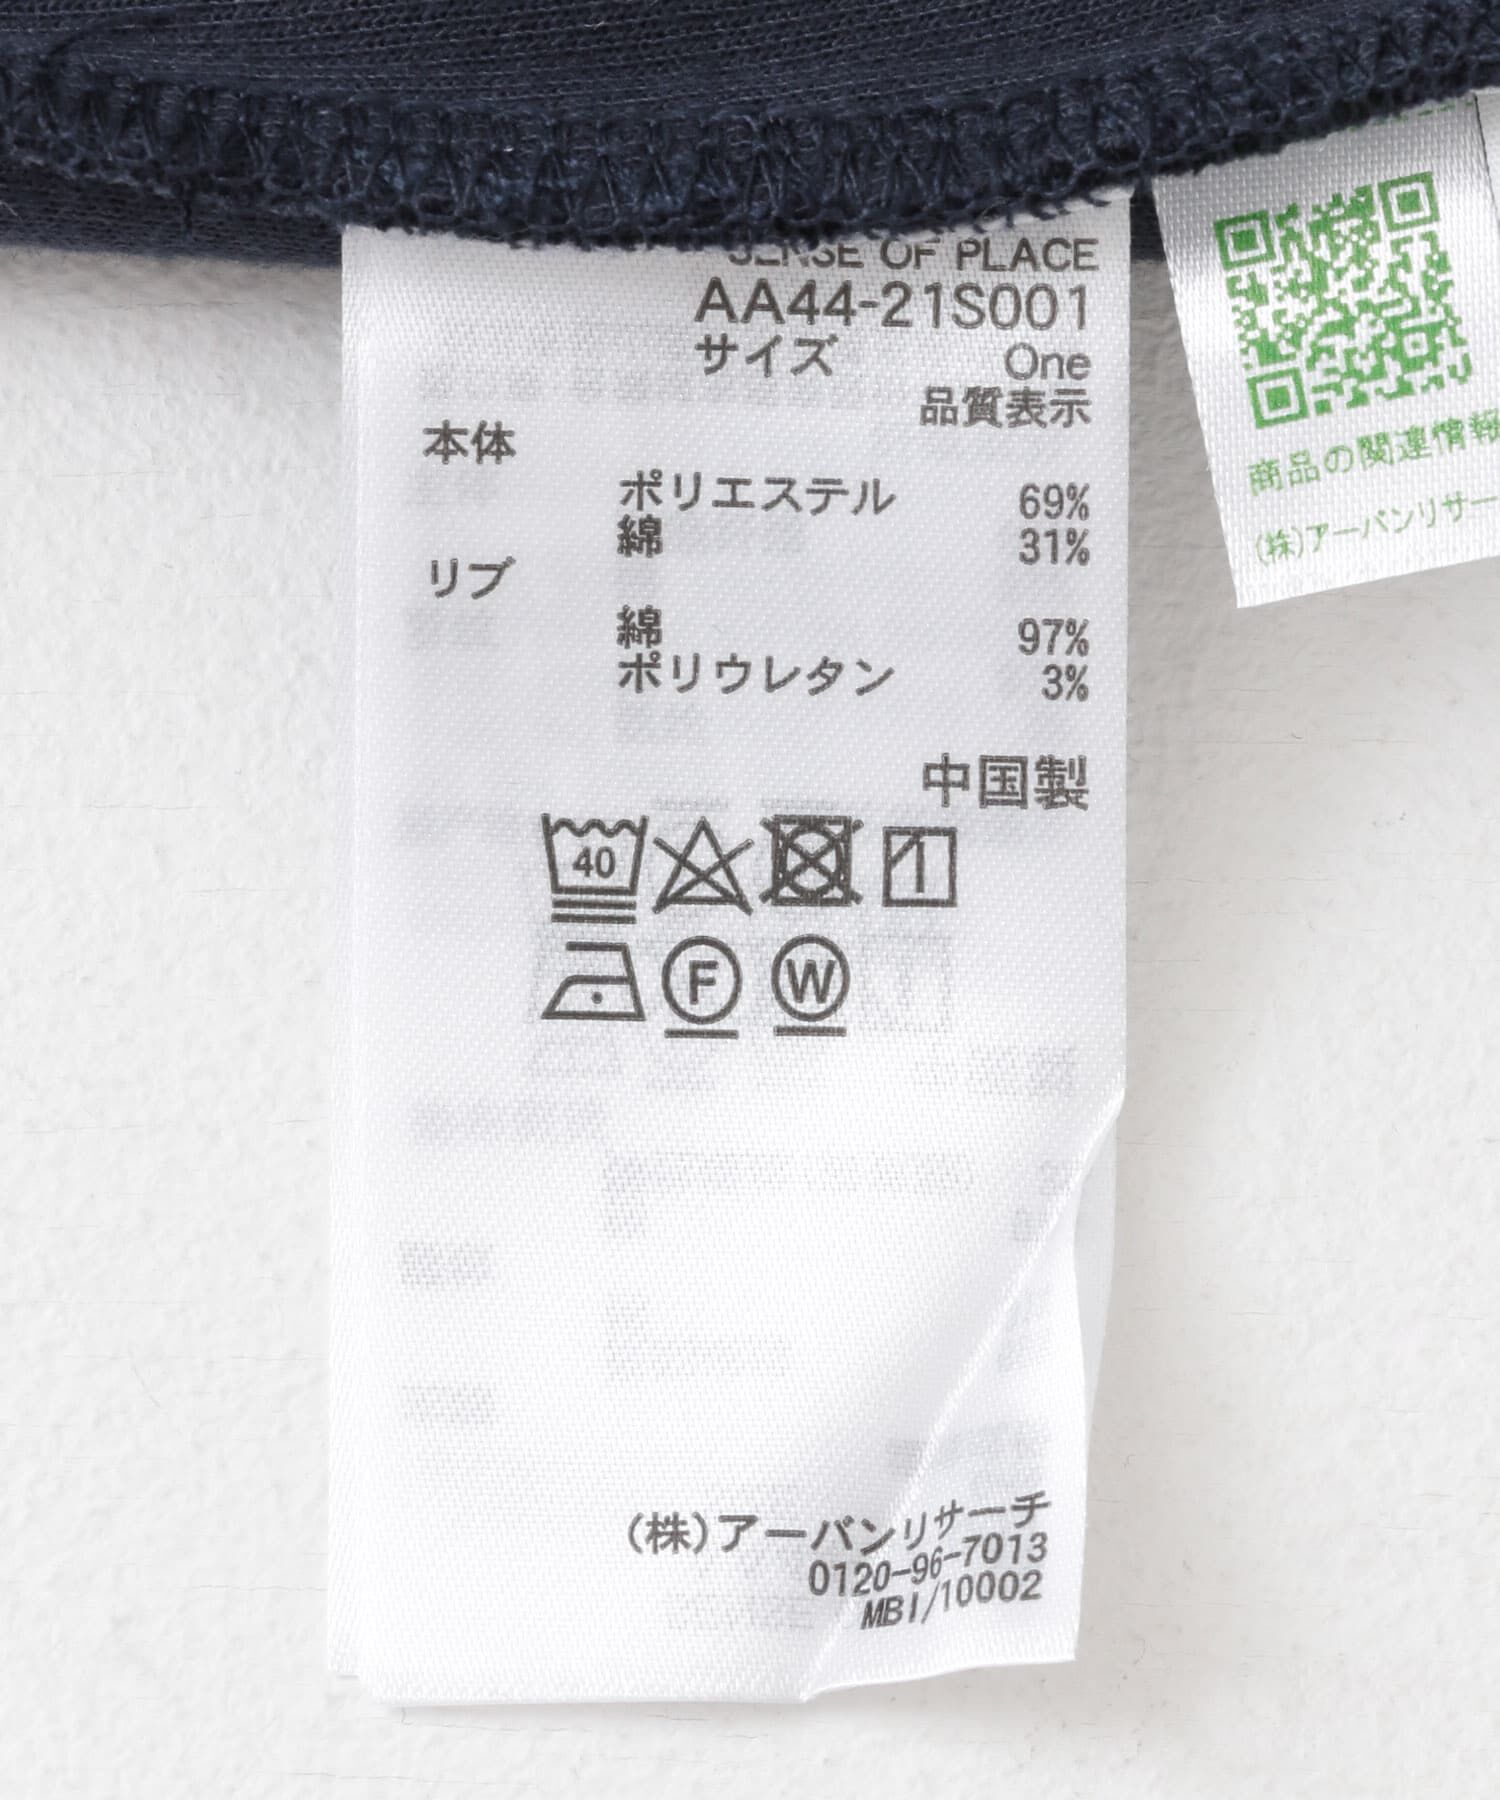 SENSE OF PLACE
AA44-21S001
サイズ One
品質表示
本体
ポリエステル 69%
綿 31%
リブ
綿 97%
ポリウレタン 3%
中国製
40
F W
(株)アーバンリサーチ
0120-96-7013
MBI/10002
商品の関連情報
(株)アーバンリサー